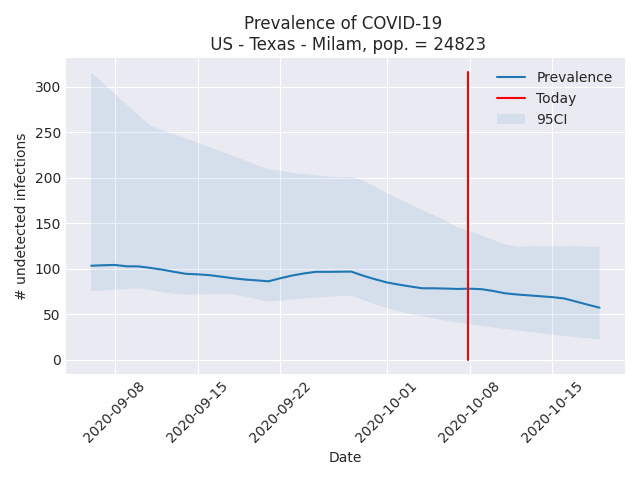 Prevalence of COVID-19
US - Texas - Milam, pop. = 24823
Prevalence
Today
95CI
# undetected infections
300
250
200
150
100
50
0
2020-09-08
2020-09-15
2020-09-22
2020-10-01
2020-10-08
2020-10-15
Date